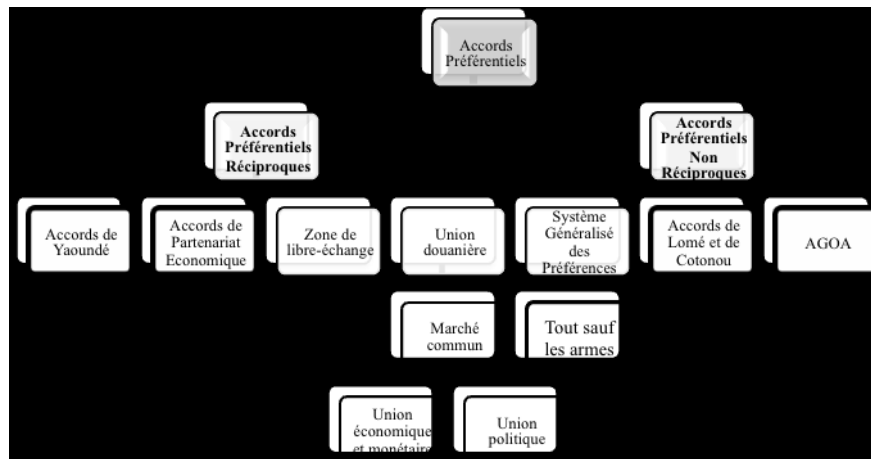 Accords
Préférentiels
Accords
Préférentiels
Réciproques
Accords
Préférentiels
Non
Réciproques
Accords de
Yaoundé
Accords de
Partenariat
Economique
Zone de
libre-échange
Union
douanière
Système
Généralisé
des
Préférences
Accords de
Lomé et de
Cotonou
AGOA
Marché
commun
Tout sauf
les armes
Union
économique
et monétaire
Union
politique